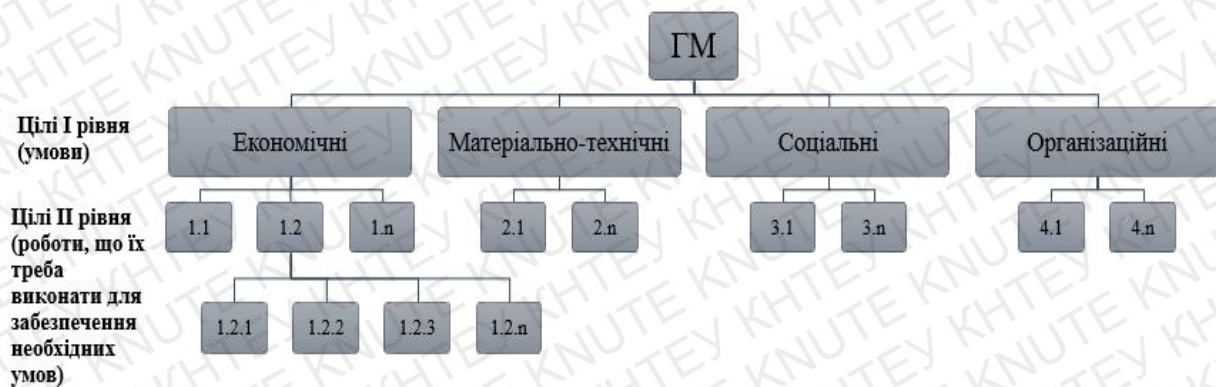 ГМ
Цілі I рівня
(умови)
Економічні
Матеріально-технічні
Соціальні
Організаційні
Цілі II рівня
(роботи, що їх
треба
виконати для
забезпечення
необхідних
умов)
1.1
1.2
1.n
2.1
2.n
3.1
3.n
4.1
4.n
1.2.1
1.2.2
1.2.3
1.2.n